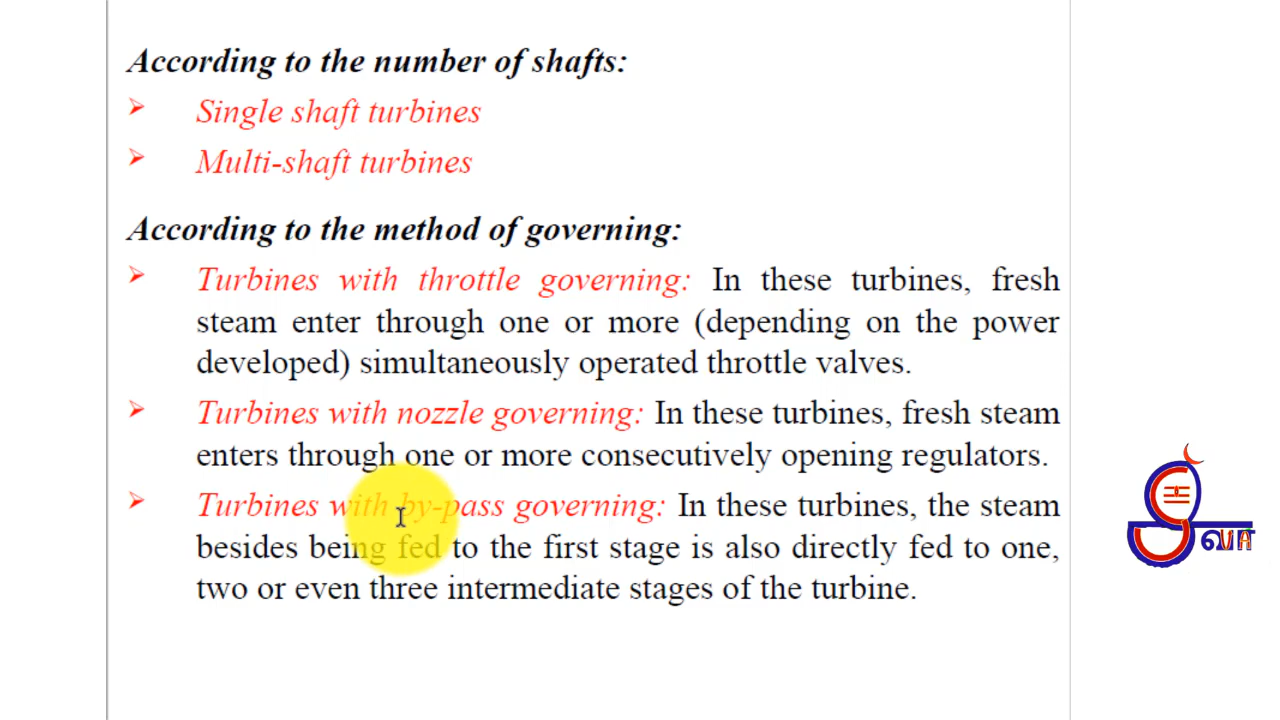 According to the number of shafts:
➢ Single shaft turbines
➢ Multi-shaft turbines
According to the method of governing:
➢ Turbines with throttle governing: In these turbines, fresh
steam enter through one or more (depending on the power
developed) simultaneously operated throttle valves.
➢ Turbines with nozzle governing: In these turbines, fresh steam
enters through one or more consecutively opening regulators.
➢ Turbines with by-pass governing: In these turbines, the steam
besides being fed to the first stage is also directly fed to one,
two or even three intermediate stages of the turbine.